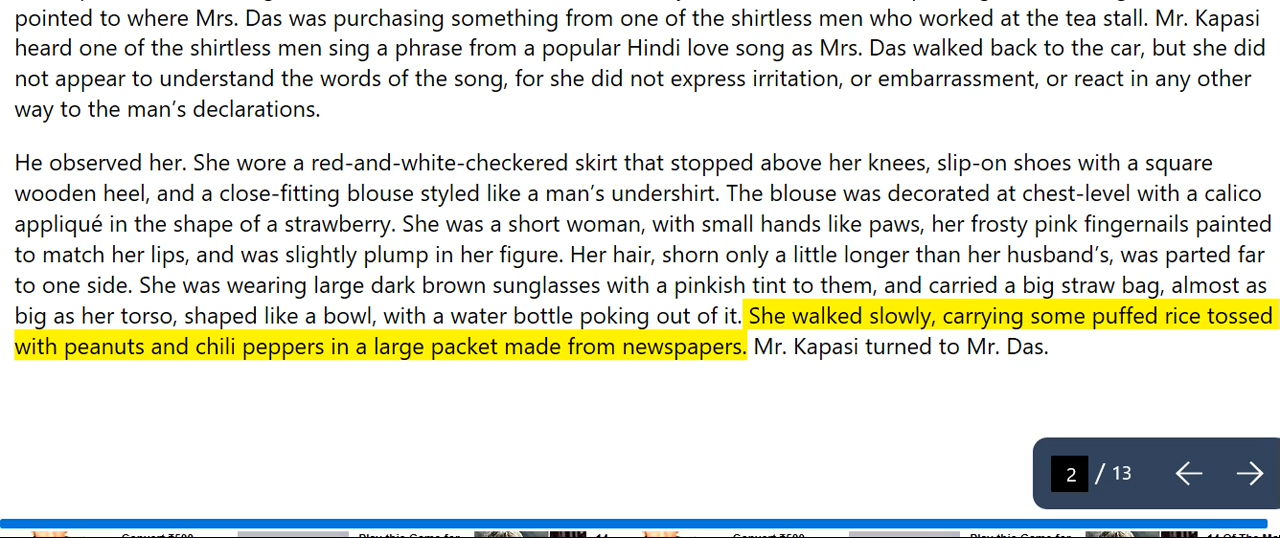 pointed to where Mrs. Das was purchasing something from one of the shirtless men who worked at the tea stall. Mr. Kapasi
heard one of the shirtless men sing a phrase from a popular Hindi love song as Mrs. Das walked back to the car, but she did
not appear to understand the words of the song, for she did not express irritation, or embarrassment, or react in any other
way to the man’s declarations.
He observed her. She wore a red-and-white-checkered skirt that stopped above her knees, slip-on shoes with a square
wooden heel, and a close-fitting blouse styled like a man’s undershirt. The blouse was decorated at chest-level with a calico
appliqué in the shape of a strawberry. She was a short woman, with small hands like paws, her frosty pink fingernails painted
to match her lips, and was slightly plump in her figure. Her hair, shorn only a little longer than her husband’s, was parted far
to one side. She was wearing large dark brown sunglasses with a pinkish tint to them, and carried a big straw bag, almost as
big as her torso, shaped like a bowl, with a water bottle poking out of it. She walked slowly, carrying some puffed rice tossed
with peanuts and chili peppers in a large packet made from newspapers. Mr. Kapasi turned to Mr. Das.
2 / 13